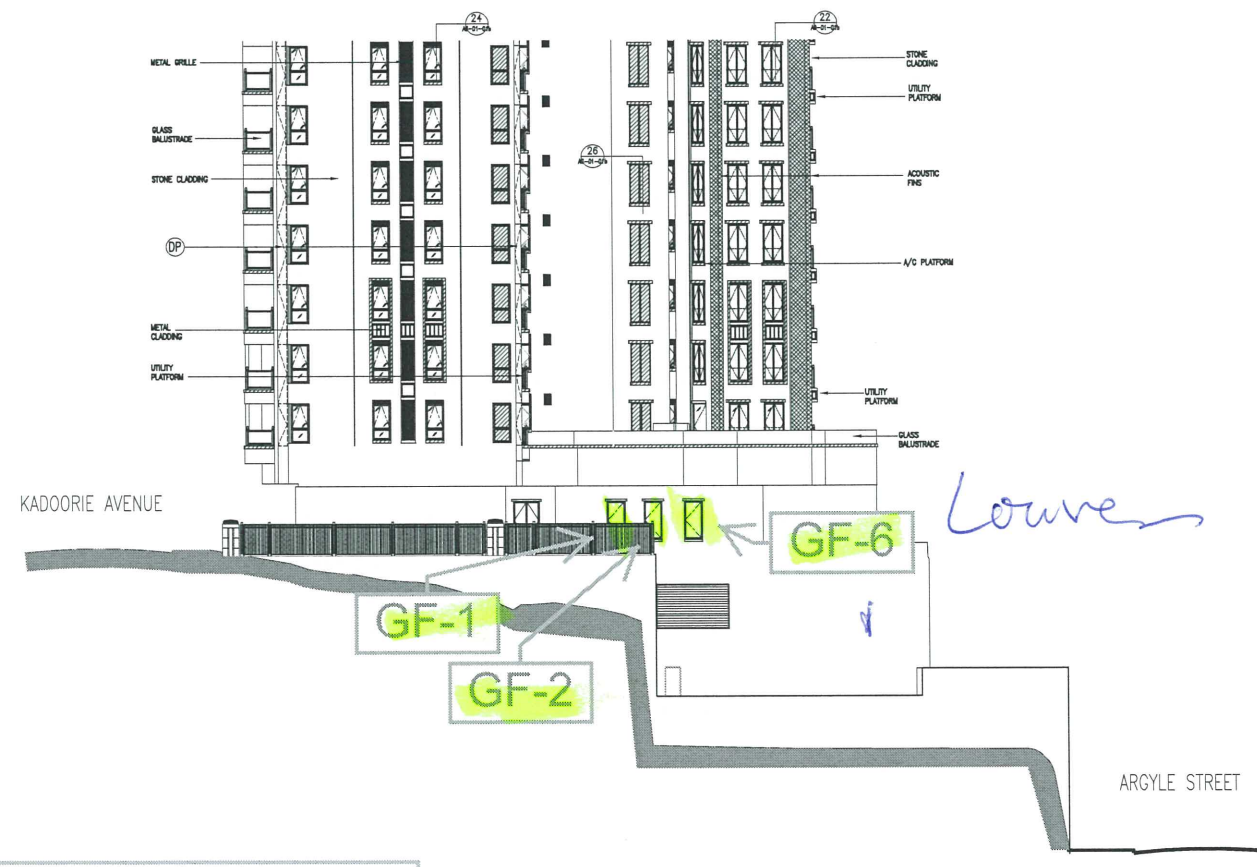 24
22
METAL GRILLE
STONE
CLADDING
UTILITY
PLATFORM
GLASS
BALUSTRADE
26
STONE CLADDING
ACOUSTIC
FINS
DP
A/C PLATFORM
METAL
CLADDING
UTILITY
PLATFORM
UTILITY
PLATFORM
GLASS
BALUSTRADE
KADOORIE AVENUE
Louvres
GF-6
GF-1
GF-2
ARGYLE STREET